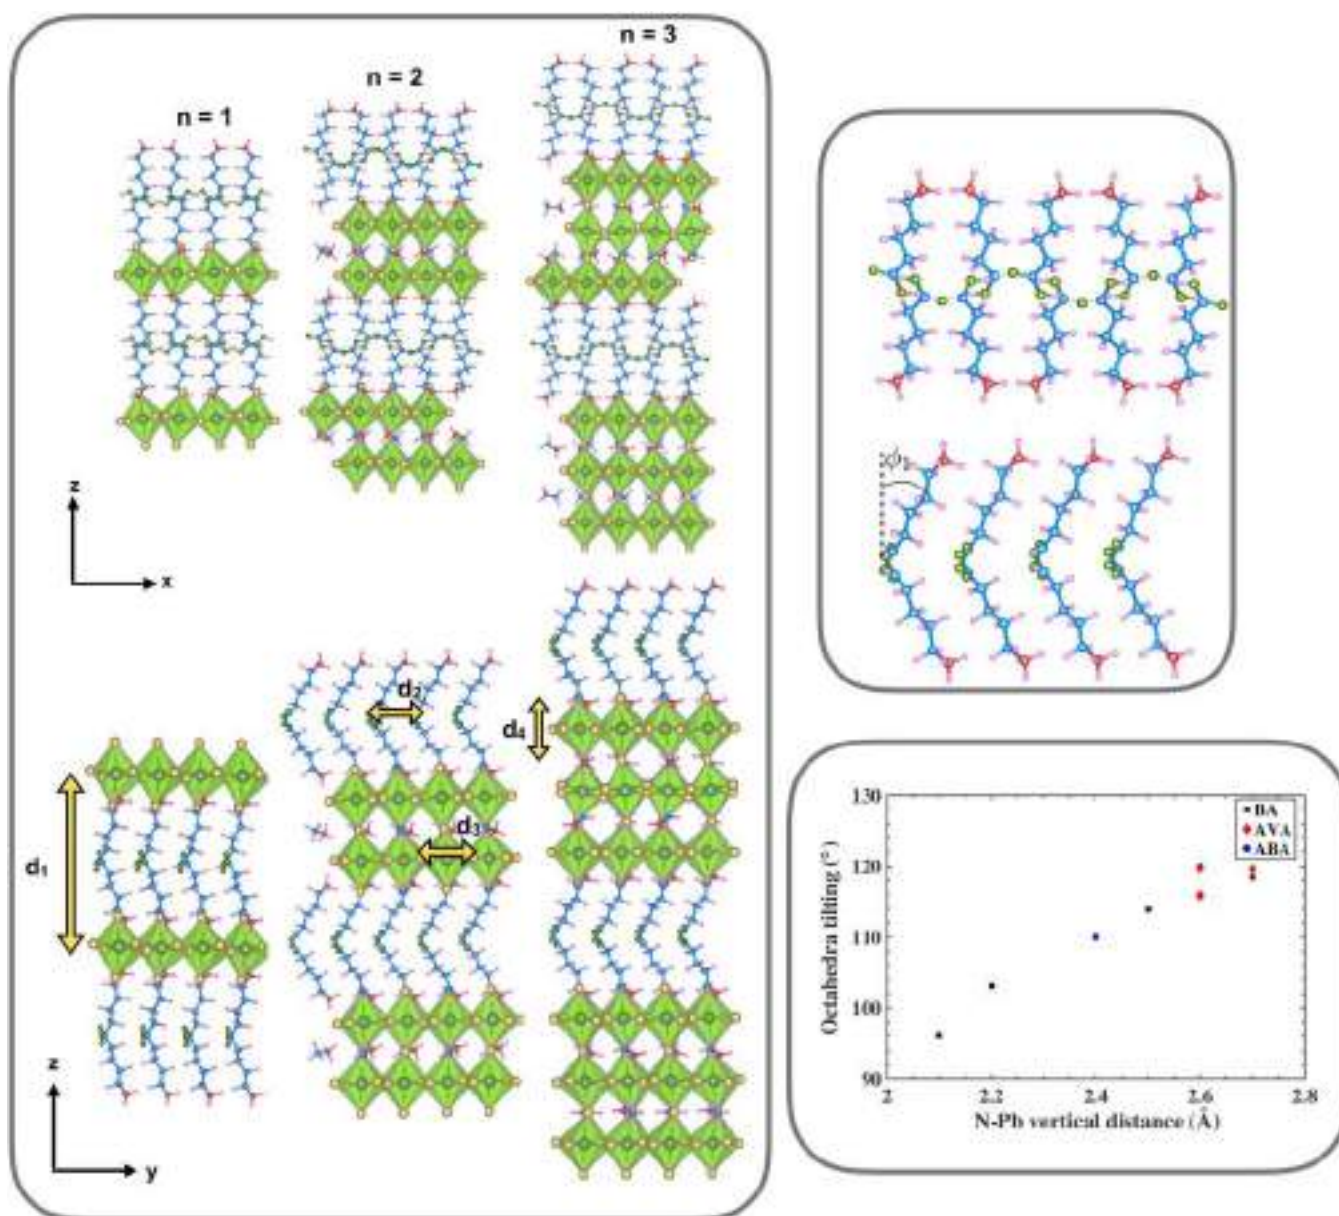 n = 1
n = 2
n = 3
z
x
ϕ₁
d₁
d₂
d₃
d₄
z
y
130
120
110
100
90
Octahedra tilting (°)
BA
AVA
ABA
2
2.2
2.4
2.6
2.8
N-Pb vertical distance (Å)